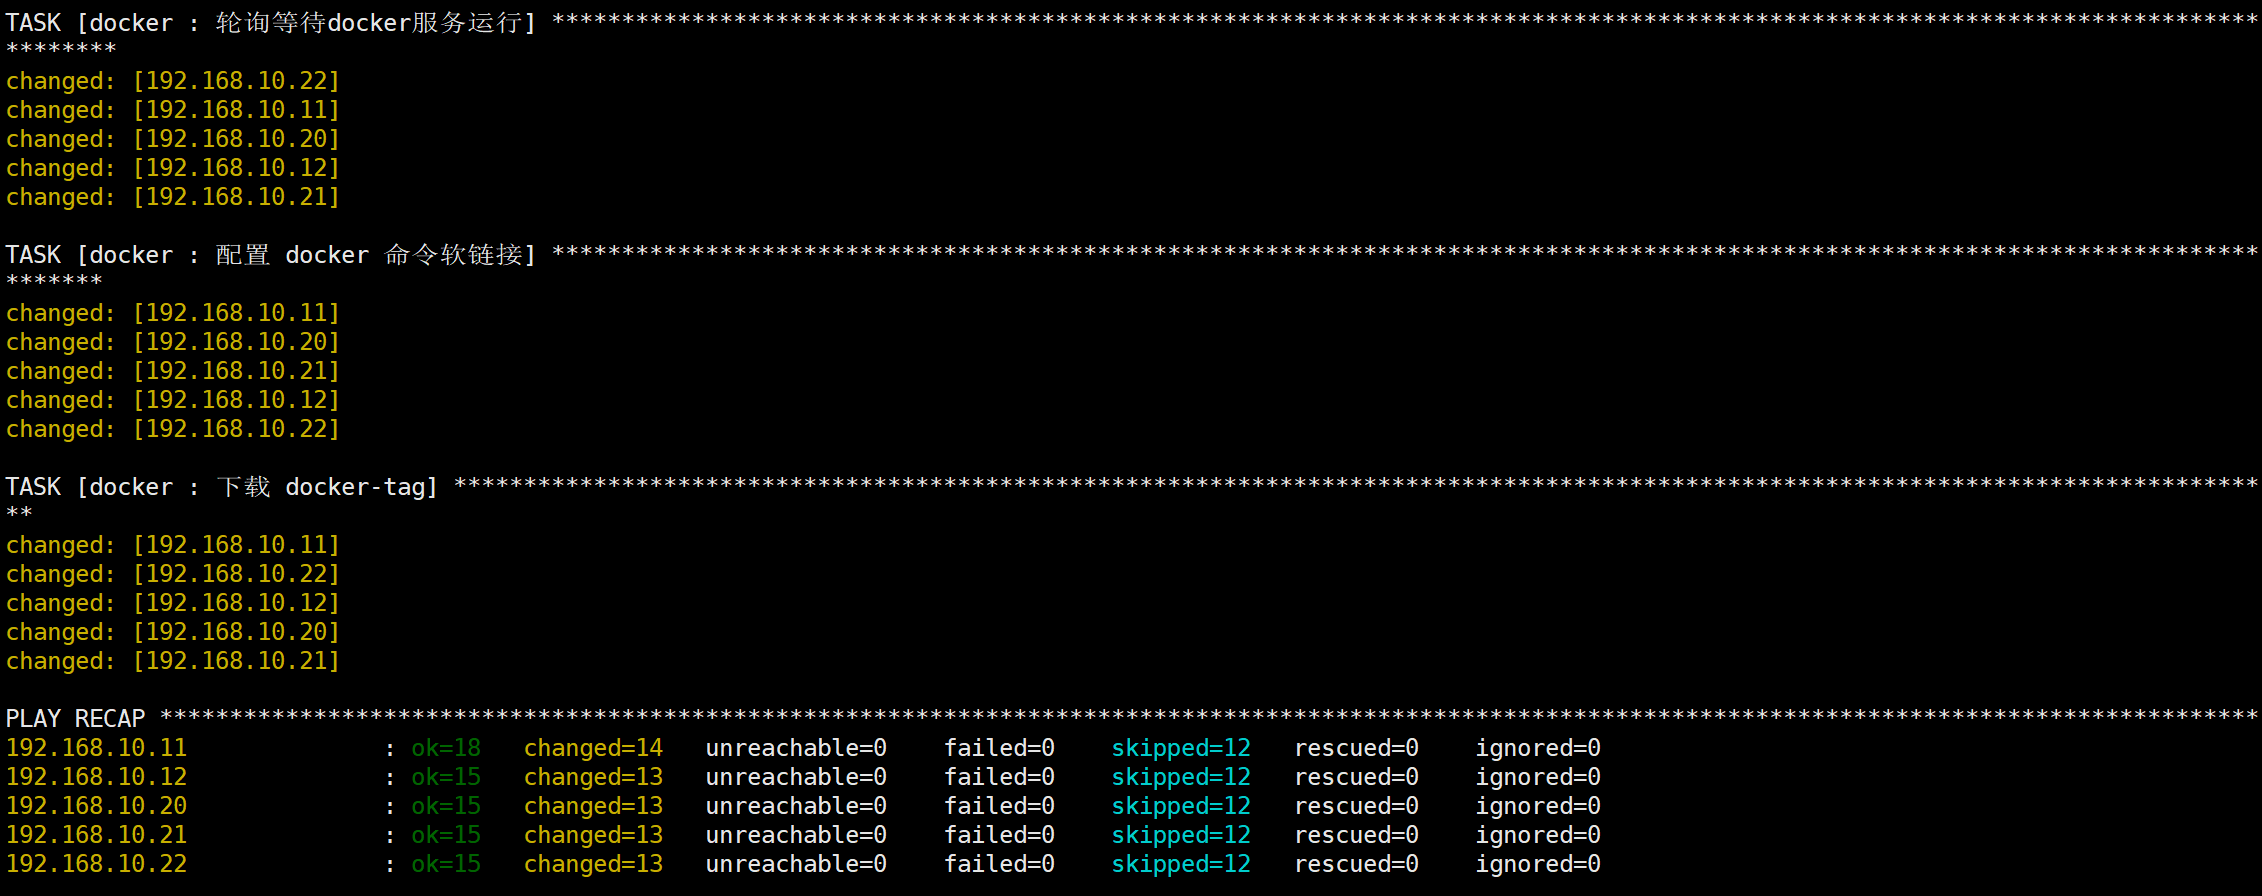 TASK [docker : 轮询等待docker服务运行] **************************************************************************************************************************
********
changed: [192.168.10.22]
changed: [192.168.10.11]
changed: [192.168.10.20]
changed: [192.168.10.12]
changed: [192.168.10.21]
TASK [docker : 配置 docker 命令软链接] **************************************************************************************************************************
*******
changed: [192.168.10.11]
changed: [192.168.10.20]
changed: [192.168.10.21]
changed: [192.168.10.12]
changed: [192.168.10.22]
TASK [docker : 下载 docker-tag] *********************************************************************************************************************************
**
changed: [192.168.10.11]
changed: [192.168.10.22]
changed: [192.168.10.12]
changed: [192.168.10.20]
changed: [192.168.10.21]
PLAY RECAP ******************************************************************************************************************************************************
192.168.10.11              : ok=18   changed=14   unreachable=0    failed=0    skipped=12   rescued=0    ignored=0
192.168.10.12              : ok=15   changed=13   unreachable=0    failed=0    skipped=12   rescued=0    ignored=0
192.168.10.20              : ok=15   changed=13   unreachable=0    failed=0    skipped=12   rescued=0    ignored=0
192.168.10.21              : ok=15   changed=13   unreachable=0    failed=0    skipped=12   rescued=0    ignored=0
192.168.10.22              : ok=15   changed=13   unreachable=0    failed=0    skipped=12   rescued=0    ignored=0